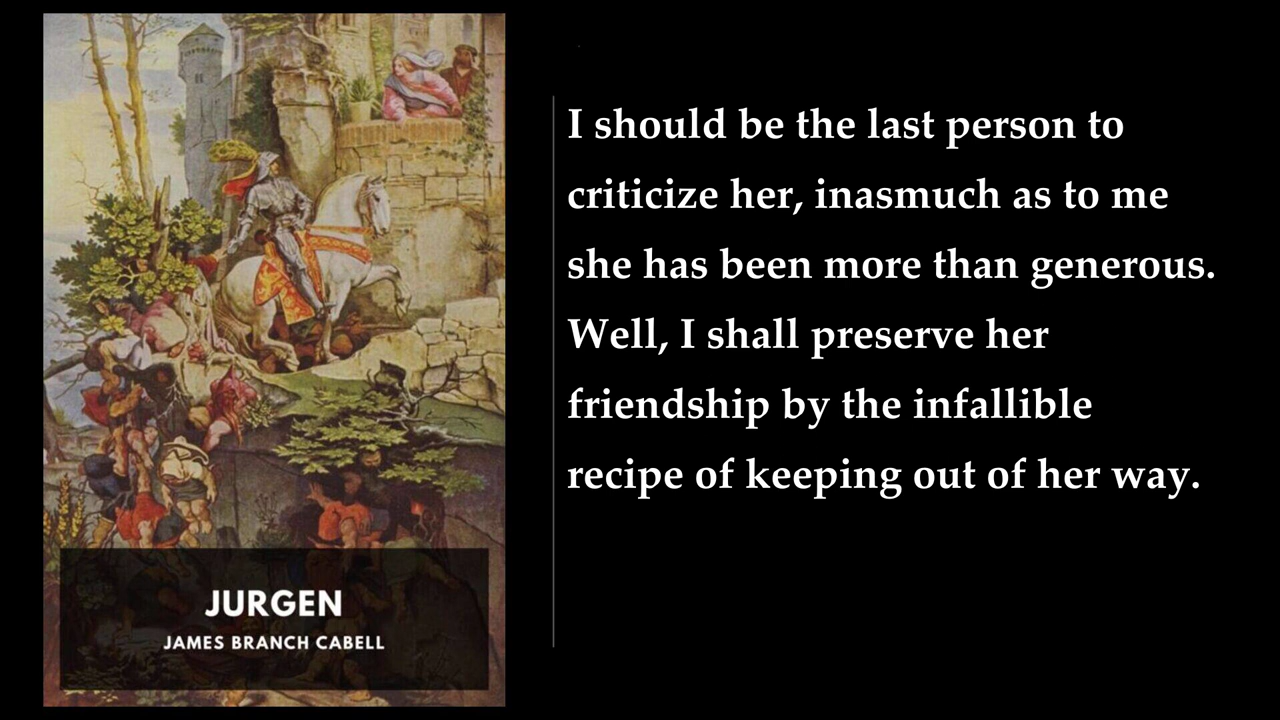 I should be the last person to
criticize her, inasmuch as to me
she has been more than generous.
Well, I shall preserve her
friendship by the infallible
recipe of keeping out of her way.
JURGEN
JAMES BRANCH CABELL